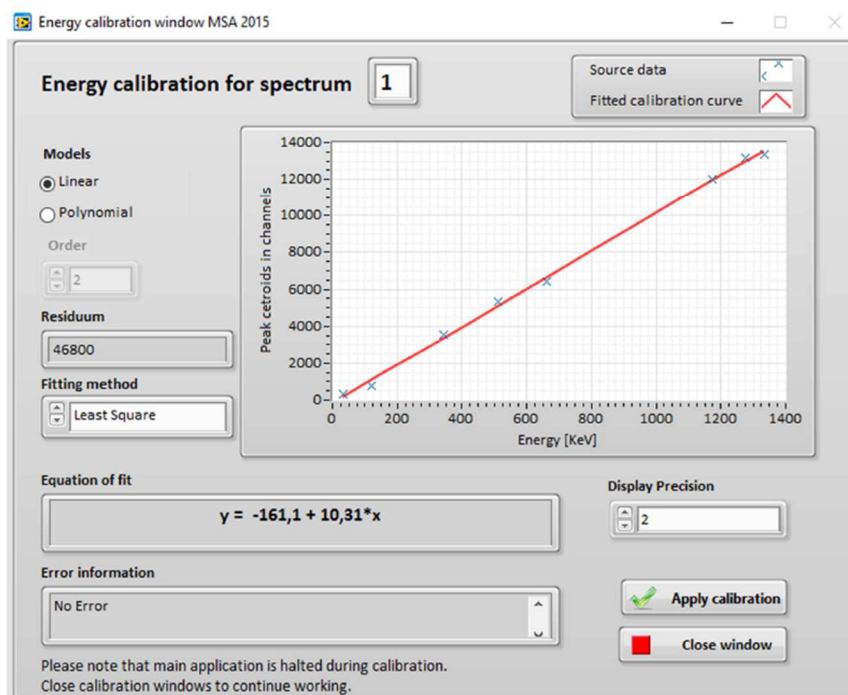 Energy calibration window MSA 2015
Energy calibration for spectrum 1
Source data
Fitted calibration curve
Models
Linear
Polynomial
Order
2
Residuum
46800
Fitting method
Least Square
Peak cetroids in channels
14000
12000
10000
8000
6000
4000
2000
0
0 200 400 600 800 1000 1200 1400
Energy [KeV]
Equation of fit
y = -161,1 + 10,31*x
Display Precision
2
Error information
No Error
Apply calibration
Close window
Please note that main application is halted during calibration.
Close calibration windows to continue working.